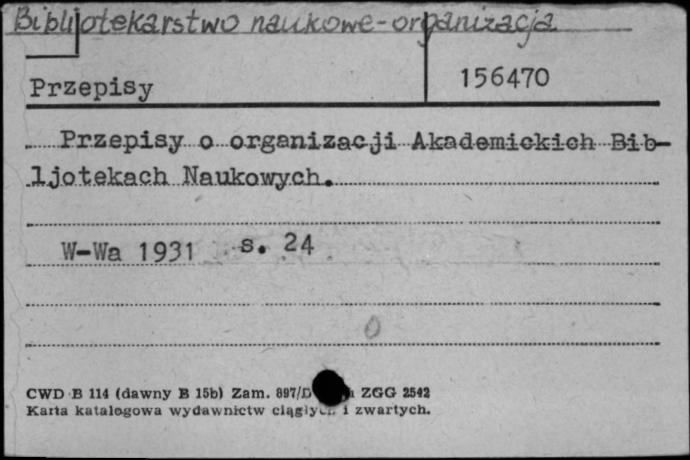 Bibljotekarstwo naukowe-organizacja
Przepisy
156470
Przepisy o organizacji Akademickich Bib-
ljotekach Naukowych.
W-Wa 1931 s. 24
CWD B 114 (dawny B 15b) Zam. 897/D ZGG 2542
Karta katalogowa wydawnictw ciągłych i zwartych.